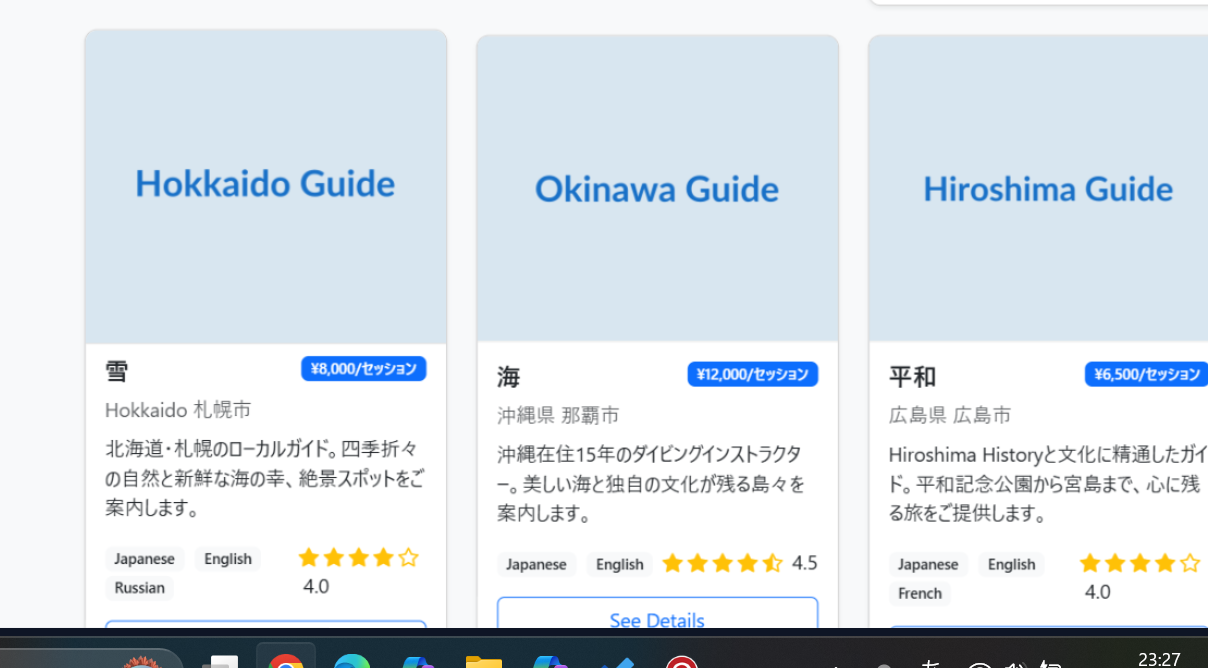 Hokkaido Guide
雪
¥8,000/セッション
Hokkaido 札幌市
北海道・札幌のローカルガイド。四季折々
の自然と新鮮な海の幸、絶景スポットをご
案内します。
Japanese
English
Russian
4.0
Okinawa Guide
海
¥12,000/セッション
沖縄県 那覇市
沖縄在住15年のダイビングインストラクタ
ー。美しい海と独自の文化が残る島々を
案内します。
Japanese
English
4.5
See Details
Hiroshima Guide
平和
¥6,500/セッション
広島県 広島市
Hiroshima Historyと文化に精通したガイ
ド。平和記念公園から宮島まで、心に残
る旅をご提供します。
Japanese
English
French
4.0
23:27